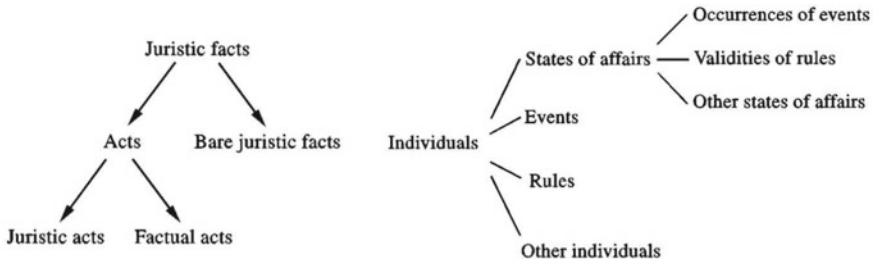 Juristic facts
Acts
Bare juristic facts
Juristic acts
Factual acts
Individuals
States of affairs
Occurrences of events
Validities of rules
Other states of affairs
Events
Rules
Other individuals